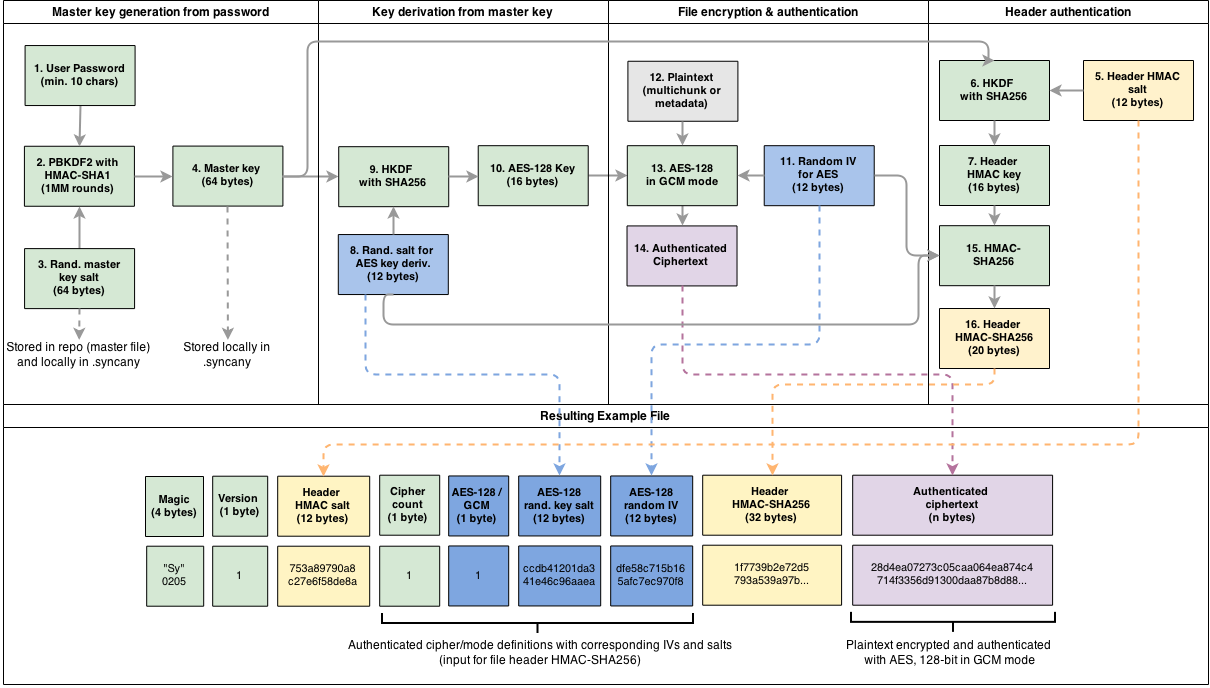 Master key generation from password
Key derivation from master key
File encryption & authentication
Header authentication
1. User Password
(min. 10 chars)
2. PBKDF2 with
HMAC-SHA1
(1MM rounds)
3. Rand. master
key salt
(64 bytes)
Stored in repo (master file)
and locally in .syncany
4. Master key
(64 bytes)
Stored locally in
.syncany
9. HKDF
with SHA256
10. AES-128 Key
(16 bytes)
8. Rand. salt for
AES key deriv.
(12 bytes)
12. Plaintext
(multichunk or
metadata)
13. AES-128
in GCM mode
11. Random IV
for AES
(12 bytes)
14. Authenticated
Ciphertext
6. HKDF
with SHA256
5. Header HMAC
salt
(12 bytes)
7. Header
HMAC key
(16 bytes)
15. HMAC-
SHA256
16. Header
HMAC-SHA256
(20 bytes)
Resulting Example File
Magic
(4 bytes)
Version
(1 byte)
Header
HMAC salt
(12 bytes)
Cipher
count
(1 byte)
AES-128 /
GCM
(1 byte)
AES-128
rand. key salt
(12 bytes)
AES-128
random IV
(12 bytes)
Header
HMAC-SHA256
(32 bytes)
Authenticated
ciphertext
(n bytes)
"Sy"
0205
1
753a89790a8
c27e6f58de8a
1
1
ccdb41201da3
41e46c96aaea
dfe58c715b16
5afc7ec970f8
1f7739b2e72d5
793a539a97b...
28d4ea07273c05caa064ea874c4
714f3356d91300daa87b8d88...
Authenticated cipher/mode definitions with corresponding IVs and salts
(input for file header HMAC-SHA256)
Plaintext encrypted and authenticated
with AES, 128-bit in GCM mode